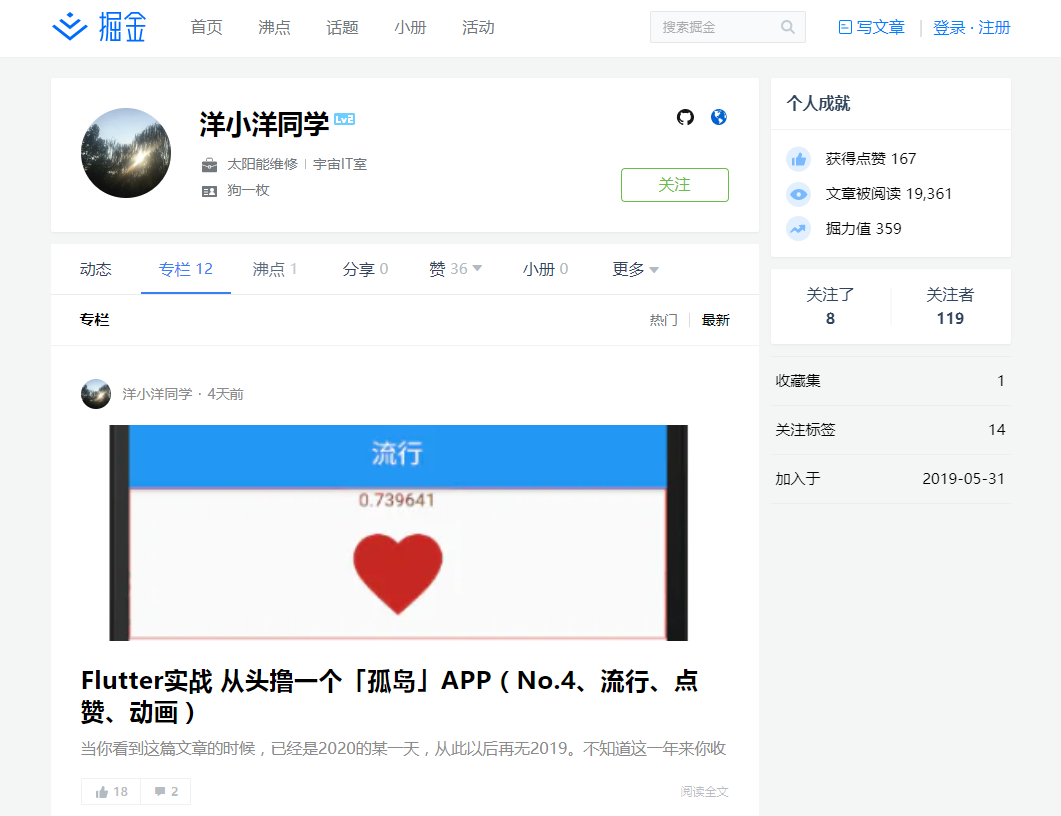 掘金 首页 沸点 话题 小册 活动 搜索掘金 写文章 登录 · 注册
洋小洋同学 Lv2
太阳能维修 宇宙IT室
狗一枚
关注
个人成就
获得点赞 167
文章被阅读 19,361
掘力值 359
动态 专栏 12 沸点 1 分享 0 赞 36 小册 0 更多
关注了 关注者
8 119
专栏 热门 最新
收藏集 1
关注标签 14
加入于 2019-05-31
洋小洋同学 · 4天前
流行
0.739641
Flutter实战 从头撸一个「孤岛」APP（No.4、流行、点
赞、动画）
当你看到这篇文章的时候，已经是2020的某一天，从此以后再无2019。不知道这一年来你收
18 2 阅读全文